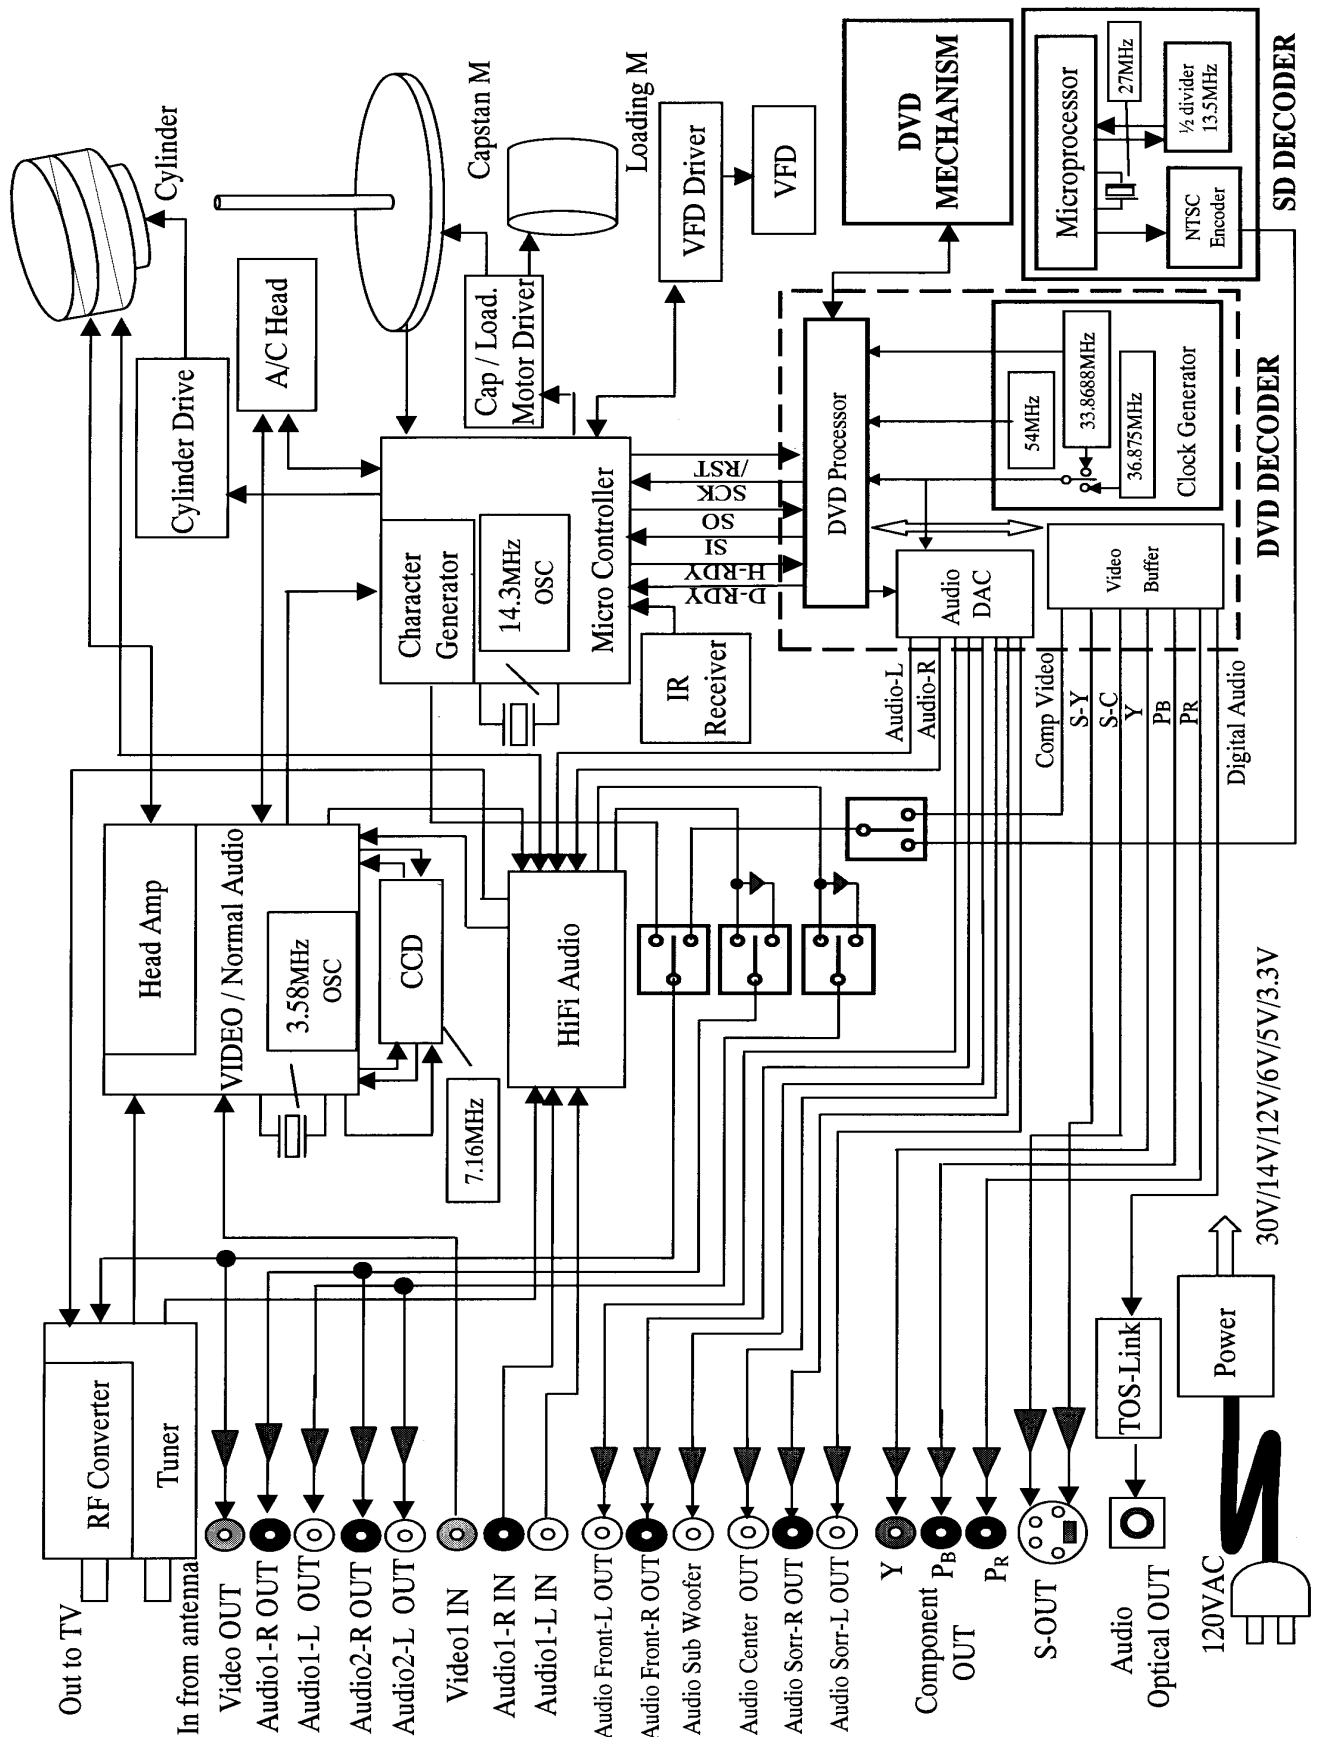 Out to TV
In from antenna
RF Converter
Tuner
Video OUT
Audio1-R OUT
Audio1-L OUT
Audio2-R OUT
Audio2-L OUT
Video1 IN
Audio1-R IN
Audio1-L IN
Audio Front-L OUT
Audio Front-R OUT
Audio Sub Woofer
Audio Center OUT
Audio Sorr-R OUT
Audio Sorr-L OUT
Y
PB
PR
Component
OUT
S-OUT
Audio
Optical OUT
TOS-Link
120VAC
Power
30V/14V/12V/6V/5V/3.3V
Head Amp
VIDEO / Normal Audio
3.58MHz
OSC
CCD
7.16MHz
HiFi Audio
Cylinder
Cylinder Drive
A/C Head
Capstan M
Cap / Load.
Motor Driver
Loading M
Character
Generator
14.3MHz
OSC
Micro Controller
IR
Receiver
VFD Driver
VFD
/RST
SCK
SO
SI
H-RDY
D-RDY
DVD
MECHANISM
DVD Processor
54MHz
33.8688MHz
36.875MHz
Clock Generator
Audio
DAC
Video
Buffer
DVD DECODER
Audio-L
Audio-R
Comp Video
S-Y
S-C
Y
PB
PR
Digital Audio
Microprocessor
27MHz
½ divider
13.5MHz
NTSC
Encoder
SD DECODER